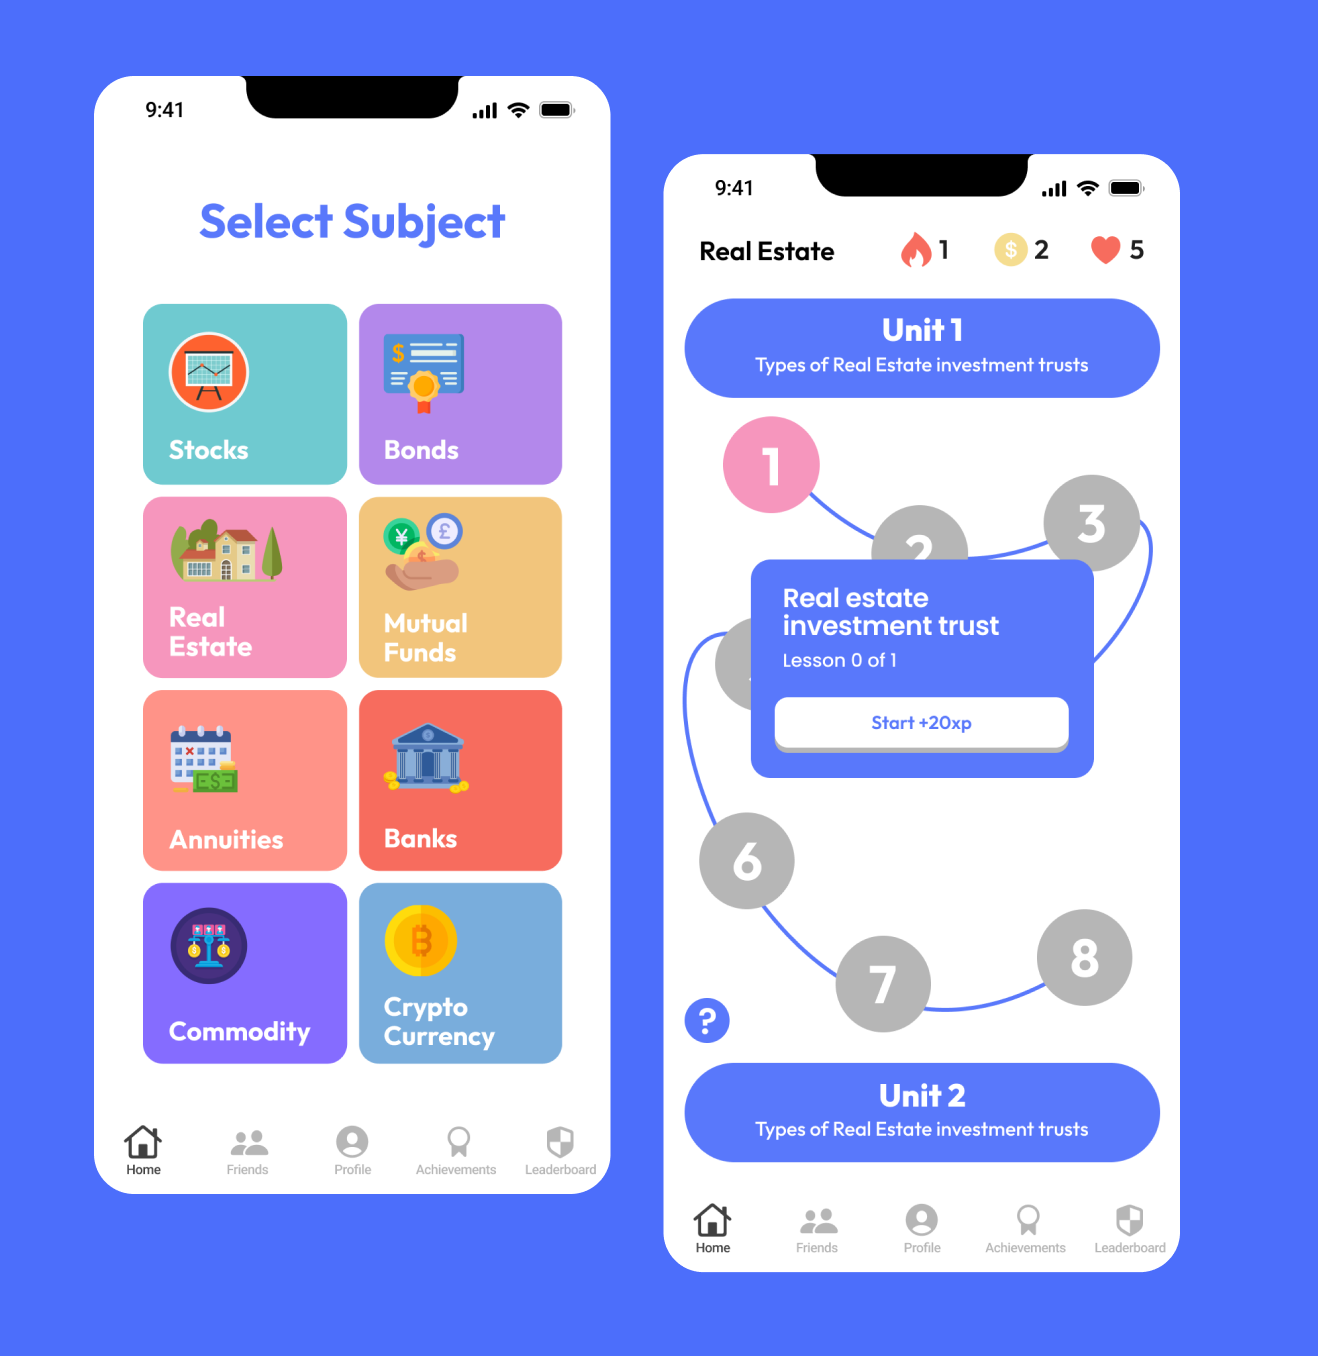 9:41
Select Subject
Stocks
$
Bonds
Real
Estate
¥
£
$
Mutual
Funds
$
Annuities
Banks
Commodity
Crypto
Currency
Home
Friends
Profile
Achievements
Leaderboard
9:41
Real Estate
1
$
2
5
Unit 1
Types of Real Estate investment trusts
1
2
3
Real estate
investment trust
Lesson 0 of 1
Start +20xp
6
7
8
?
Unit 2
Types of Real Estate investment trusts
Home
Friends
Profile
Achievements
Leaderboard